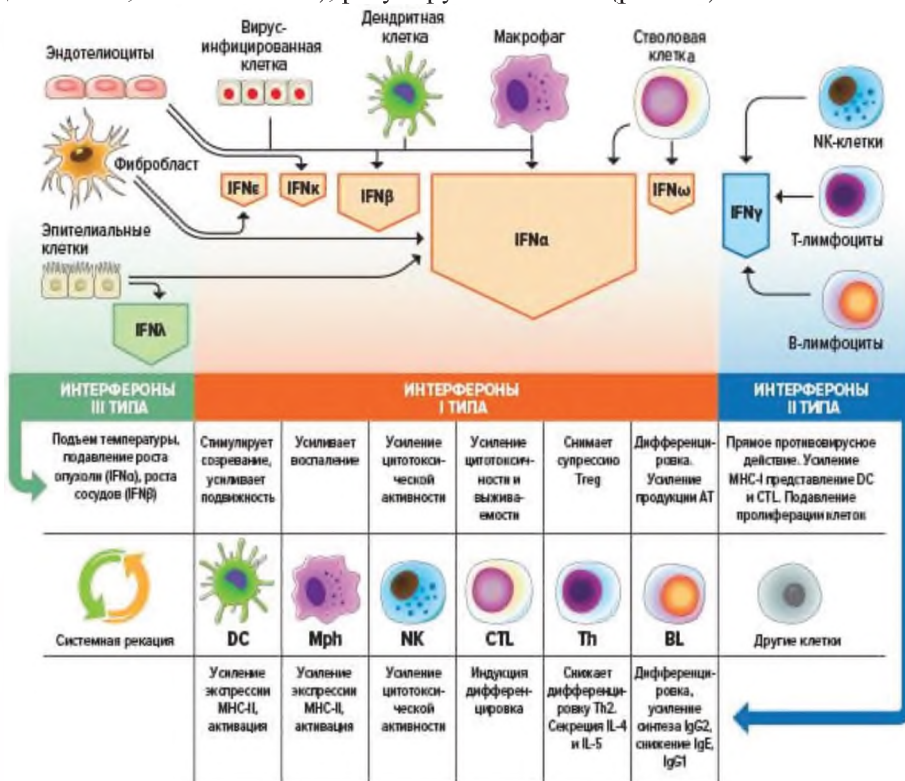 Эндотелиоциты
Вирус-
инфицированная
клетка
Дендритная
клетка
Макрофаг
Стволовая
клетка
NK-клетки
Фибробласт
IFNε
IFNκ
IFNβ
IFNα
IFNω
IFNγ
Т-лимфоциты
Эпителиальные
клетки
IFNλ
В-лимфоциты
ИНТЕРФЕРОНЫ
III ТИПА
ИНТЕРФЕРОНЫ
I ТИПА
ИНТЕРФЕРОНЫ
II ТИПА
Подъем температуры,
подавление роста
опухоли (IFNα), роста
сосудов (IFNβ)
Стимулирует
созревание,
усиливает
подвижность
Усиливает
воспаление
Усиление
цитотокси-
ческой
активности
Усиление
цитотоксич-
ности и
выжива-
емости
Снимает
супрессию
Treg
Дифференци-
ровка.
Усиление
продукции АТ
Прямое противовирусное
действие. Усиление
MHC-I представление DC
и CTL. Подавление
пролиферации клеток
Системная рекация
DC
Mph
NK
CTL
Th
BL
Другие клетки
Усиление
экспрессии
MHC-II,
активация
Усиление
экспрессии
MHC-II,
активация
Усиление
цитотокси-
ческой
активности
Индукция
дифферен-
цировка
Снижает
дифференци-
ровку Th2.
Секреция IL-4
и IL-5
Дифференци-
ровка,
усиление
синтеза IgG2,
снижение IgE,
IgG1